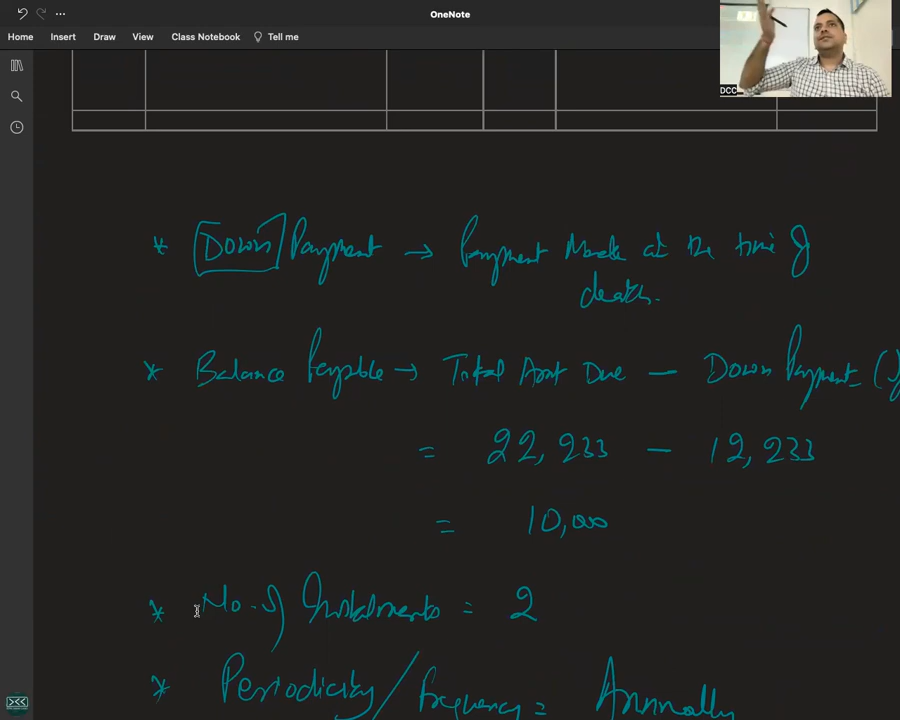 OneNote
Home Insert Draw View Class Notebook Tell me
DCC
* [Down] Payment → Payment Made at the time of
death.
* Balance Payable → Total Amt Due — Down Payment (
= 22,233 — 12,233
= 10,000
* No. of Instalments = 2
* Periodicity / frequency = Annually